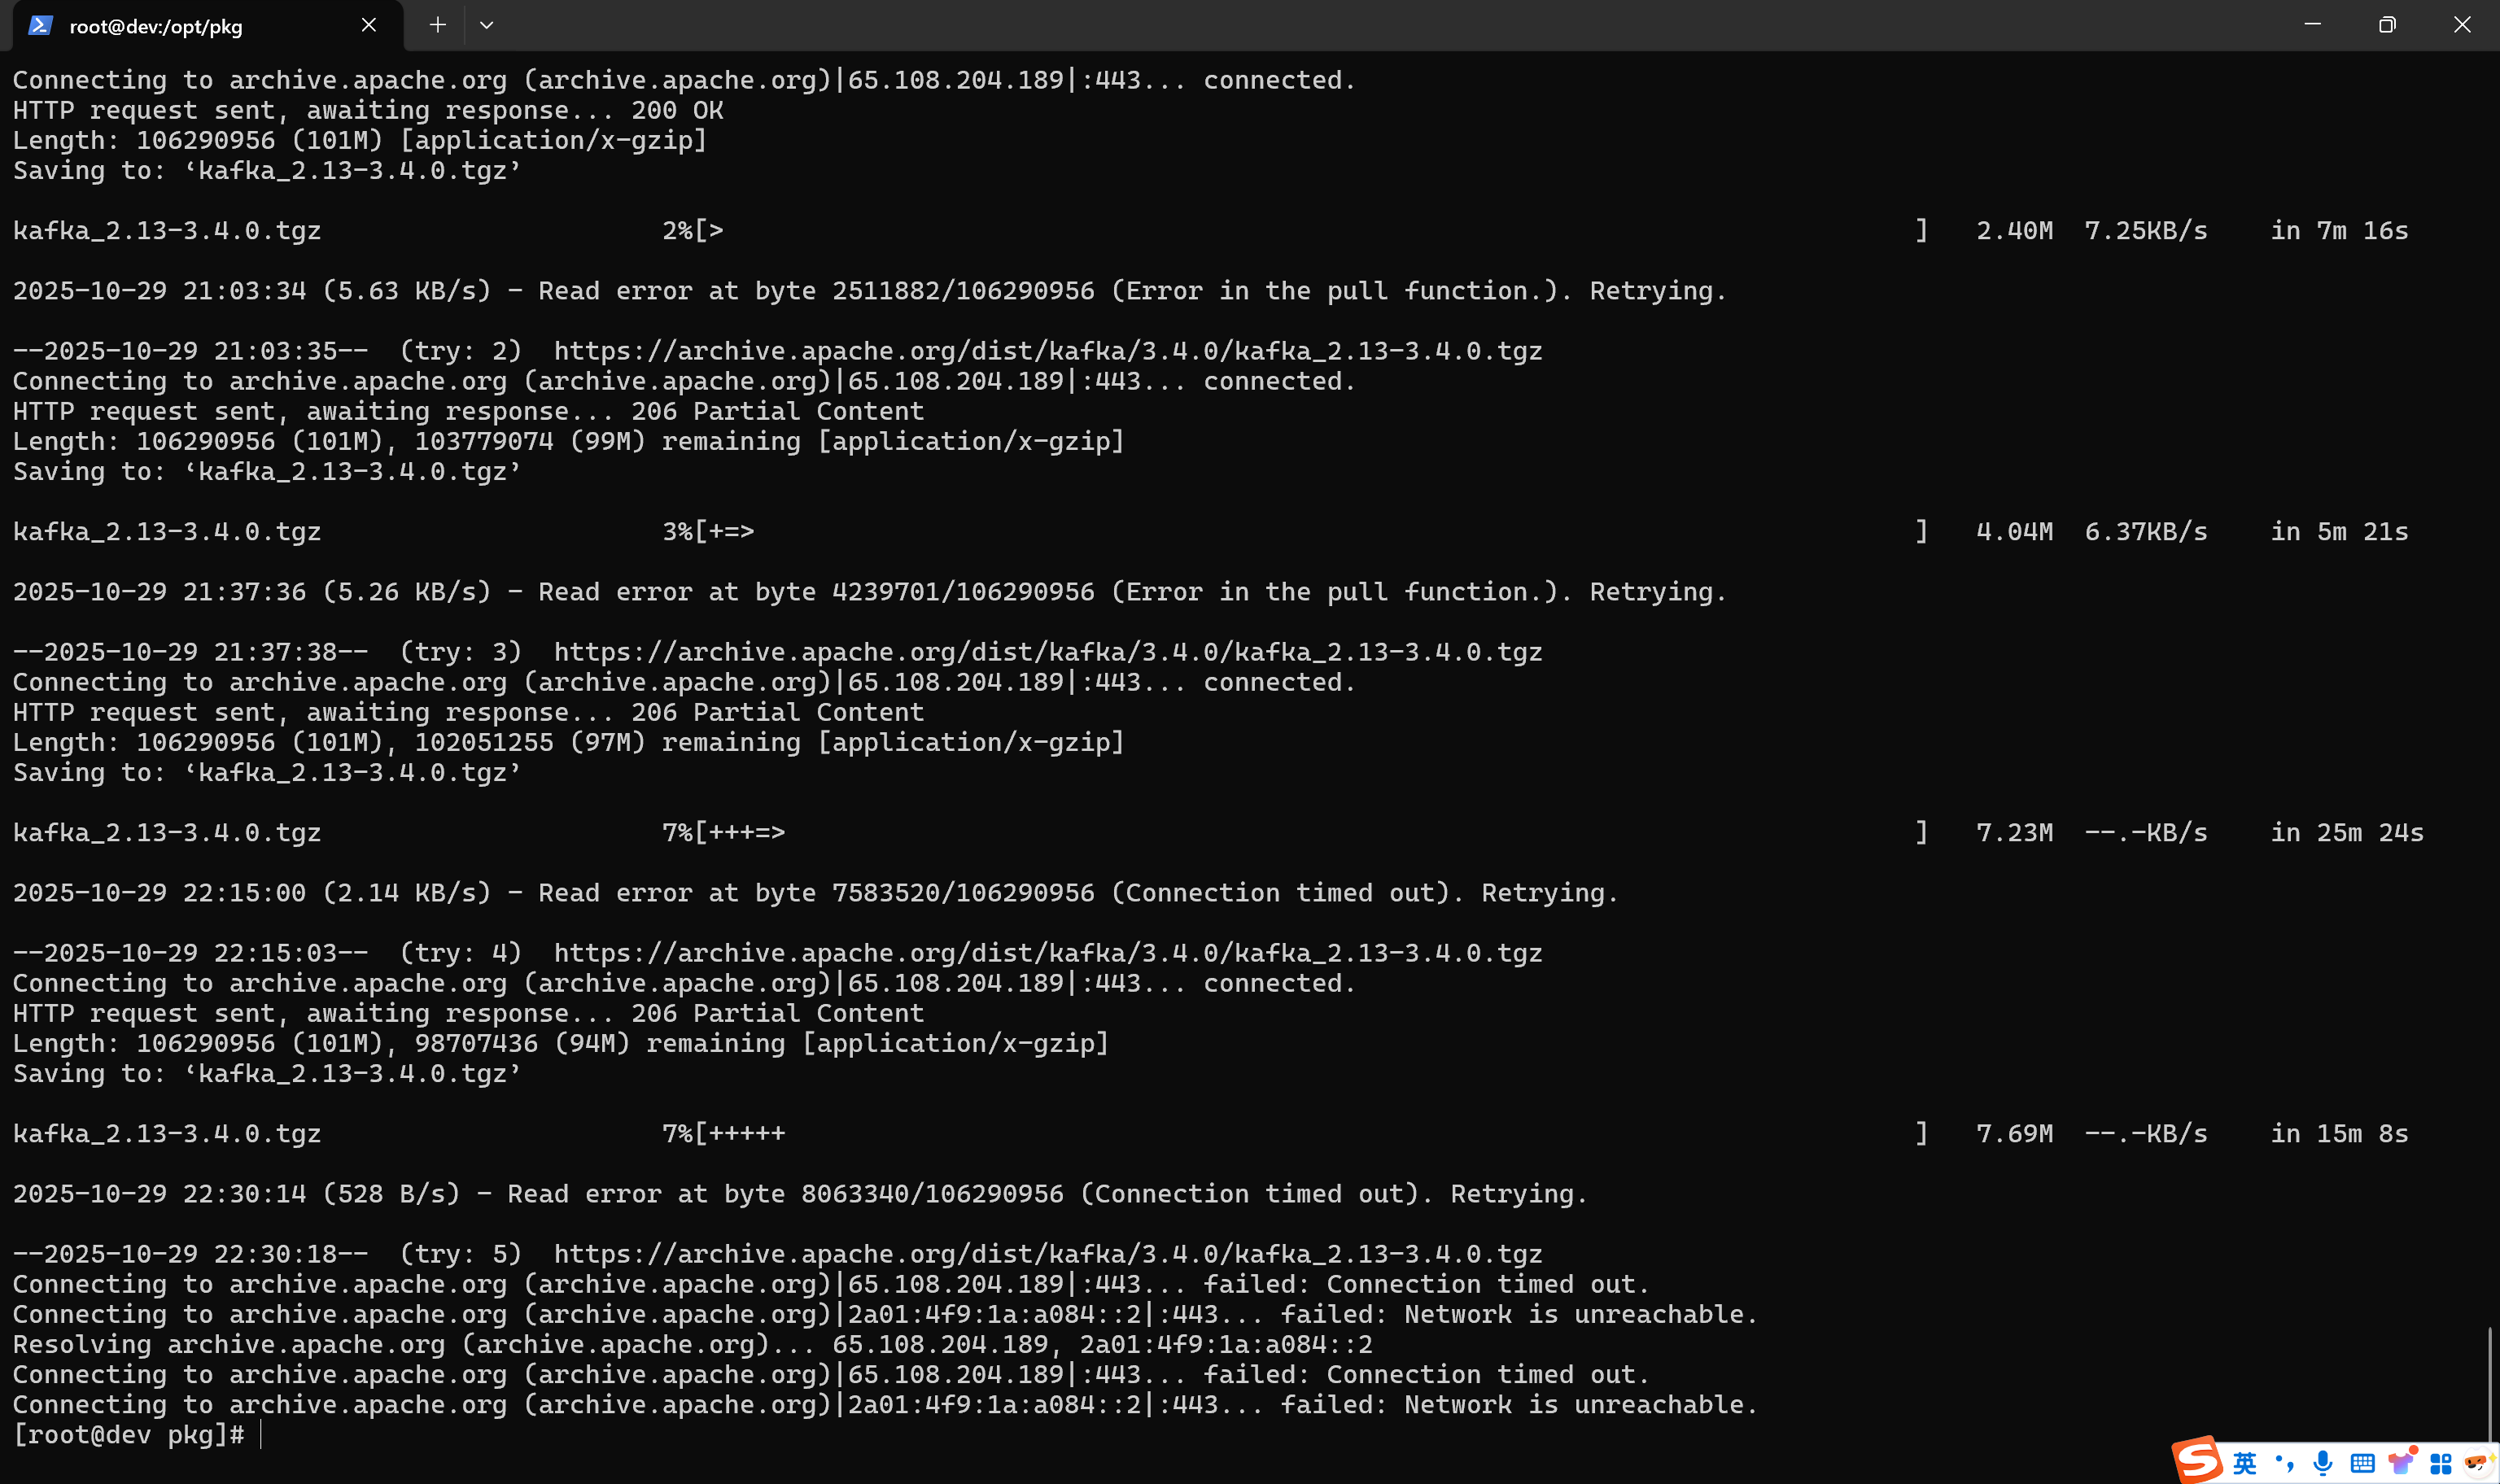 root@dev:/opt/pkg
Connecting to archive.apache.org (archive.apache.org)|65.108.204.189|:443... connected.
HTTP request sent, awaiting response... 200 OK
Length: 106290956 (101M) [application/x-gzip]
Saving to: ‘kafka_2.13-3.4.0.tgz’
kafka_2.13-3.4.0.tgz 2%[> ] 2.40M 7.25KB/s in 7m 16s
2025-10-29 21:03:34 (5.63 KB/s) - Read error at byte 2511882/106290956 (Error in the pull function.). Retrying.
--2025-10-29 21:03:35-- (try: 2) https://archive.apache.org/dist/kafka/3.4.0/kafka_2.13-3.4.0.tgz
Connecting to archive.apache.org (archive.apache.org)|65.108.204.189|:443... connected.
HTTP request sent, awaiting response... 206 Partial Content
Length: 106290956 (101M), 103779074 (99M) remaining [application/x-gzip]
Saving to: ‘kafka_2.13-3.4.0.tgz’
kafka_2.13-3.4.0.tgz 3%[+=> ] 4.04M 6.37KB/s in 5m 21s
2025-10-29 21:37:36 (5.26 KB/s) - Read error at byte 4239701/106290956 (Error in the pull function.). Retrying.
--2025-10-29 21:37:38-- (try: 3) https://archive.apache.org/dist/kafka/3.4.0/kafka_2.13-3.4.0.tgz
Connecting to archive.apache.org (archive.apache.org)|65.108.204.189|:443... connected.
HTTP request sent, awaiting response... 206 Partial Content
Length: 106290956 (101M), 102051255 (97M) remaining [application/x-gzip]
Saving to: ‘kafka_2.13-3.4.0.tgz’
kafka_2.13-3.4.0.tgz 7%[+++=> ] 7.23M --.-KB/s in 25m 24s
2025-10-29 22:15:00 (2.14 KB/s) - Read error at byte 7583520/106290956 (Connection timed out). Retrying.
--2025-10-29 22:15:03-- (try: 4) https://archive.apache.org/dist/kafka/3.4.0/kafka_2.13-3.4.0.tgz
Connecting to archive.apache.org (archive.apache.org)|65.108.204.189|:443... connected.
HTTP request sent, awaiting response... 206 Partial Content
Length: 106290956 (101M), 98707436 (94M) remaining [application/x-gzip]
Saving to: ‘kafka_2.13-3.4.0.tgz’
kafka_2.13-3.4.0.tgz 7%[+++++ ] 7.69M --.-KB/s in 15m 8s
2025-10-29 22:30:14 (528 B/s) - Read error at byte 8063340/106290956 (Connection timed out). Retrying.
--2025-10-29 22:30:18-- (try: 5) https://archive.apache.org/dist/kafka/3.4.0/kafka_2.13-3.4.0.tgz
Connecting to archive.apache.org (archive.apache.org)|65.108.204.189|:443... failed: Connection timed out.
Connecting to archive.apache.org (archive.apache.org)|2a01:4f9:1a:a084::2|:443... failed: Network is unreachable.
Resolving archive.apache.org (archive.apache.org)... 65.108.204.189, 2a01:4f9:1a:a084::2
Connecting to archive.apache.org (archive.apache.org)|65.108.204.189|:443... failed: Connection timed out.
Connecting to archive.apache.org (archive.apache.org)|2a01:4f9:1a:a084::2|:443... failed: Network is unreachable.
[root@dev pkg]#
英